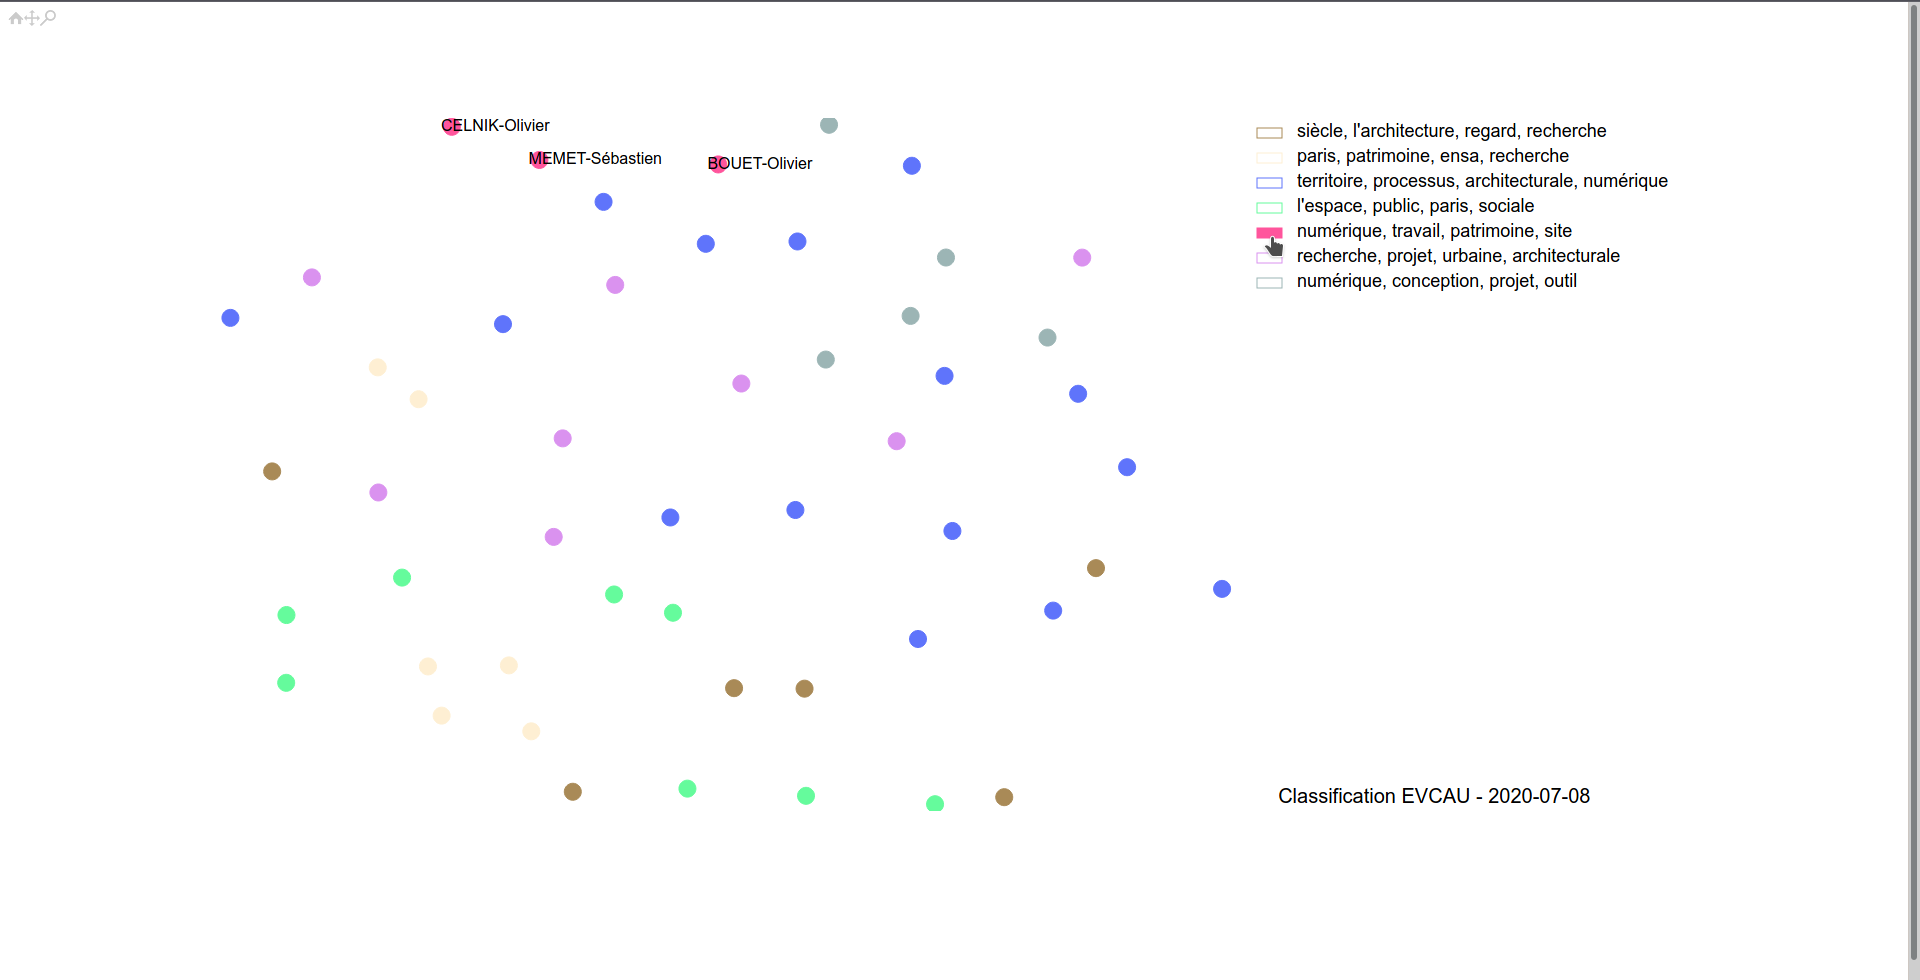 CELNIK-Olivier
MEMET-Sébastien
BOUET-Olivier
siècle, l'architecture, regard, recherche
paris, patrimoine, ensa, recherche
territoire, processus, architecturale, numérique
l'espace, public, paris, sociale
numérique, travail, patrimoine, site
recherche, projet, urbaine, architecturale
numérique, conception, projet, outil
Classification EVCAU - 2020-07-08